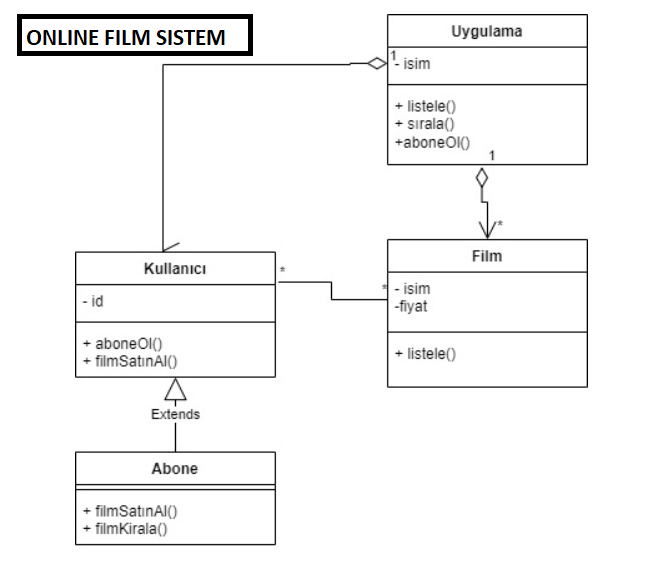 ONLINE FILM SISTEM
Uygulama
1
- isim
+ listele()
+ sırala()
+aboneOl()
1
*
Kullanıcı
*
- id
+ aboneOl()
+ filmSatınAl()
Film
*
- isim
-fiyat
+ listele()
Extends
Abone
+ filmSatınAl()
+ filmKirala()